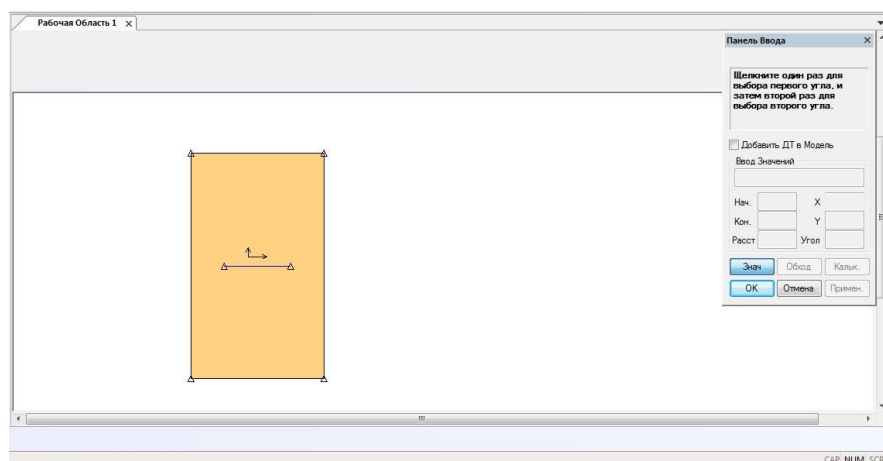 Рабочая Область 1 x
Панель Ввода
Щелкните один раз для
выбора первого угла, и
затем второй раз для
выбора второго угла.
Добавить ДТ в Модель
Ввод Значений
Нач. X
Кон. Y
Расст Угол
Знач Обход Кальк.
OK Отмена Примен.
CAP NUM SCR